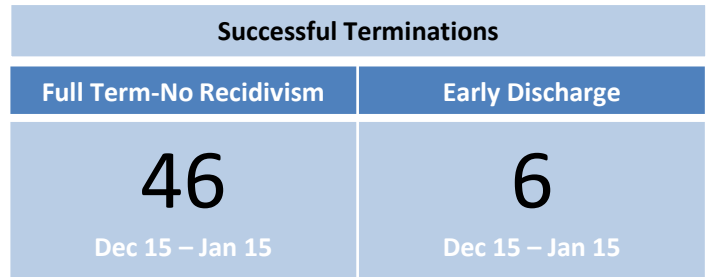 Successful Terminations
Full Term-No Recidivism
Early Discharge
46
6
Dec 15 – Jan 15
Dec 15 – Jan 15